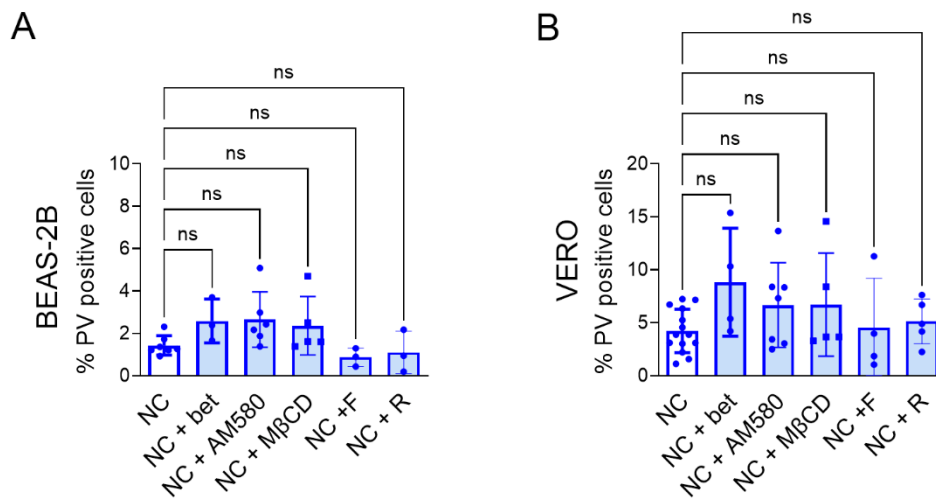 A
ns
ns
ns
ns
ns
10
8
6
4
2
0
% PV positive cells
BEAS-2B
NC
NC + bet
NC + AM580
NC + MβCD
NC +F
NC + R
B
ns
ns
ns
ns
ns
20
15
10
5
0
% PV positive cells
VERO
NC
NC + bet
NC + AM580
NC + MβCD
NC +F
NC + R